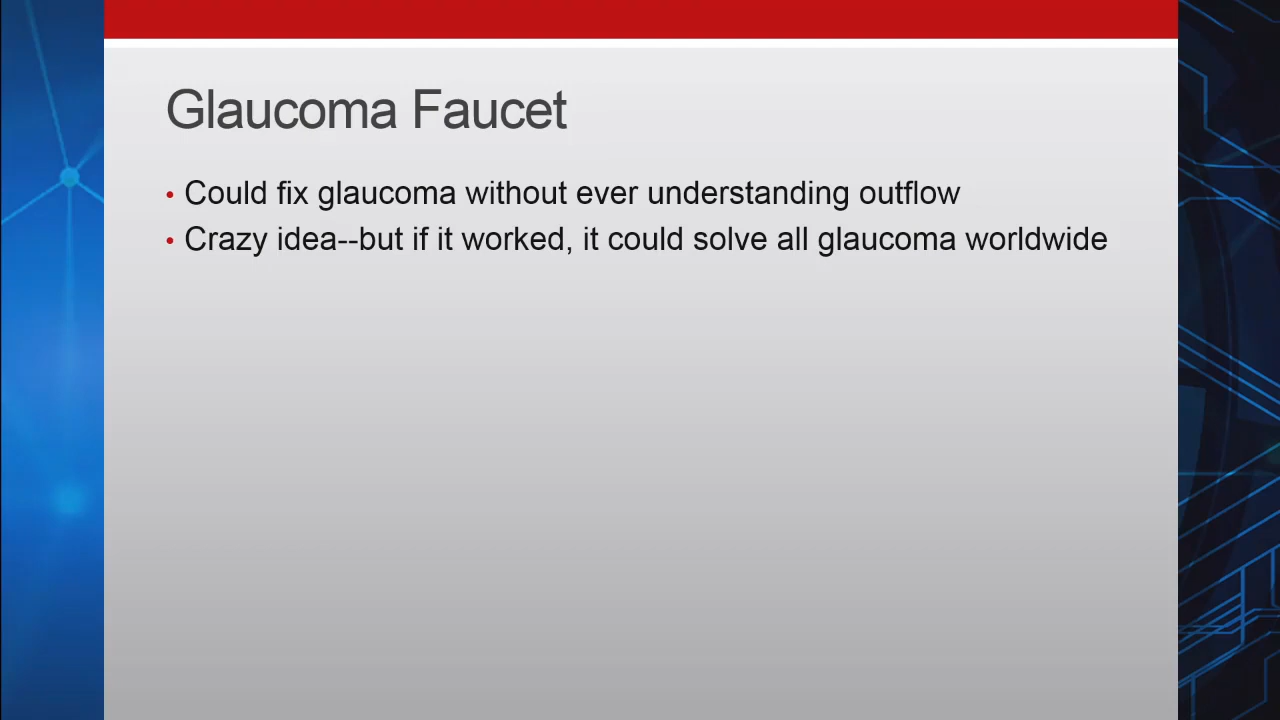 Glaucoma Faucet
• Could fix glaucoma without ever understanding outflow
• Crazy idea--but if it worked, it could solve all glaucoma worldwide